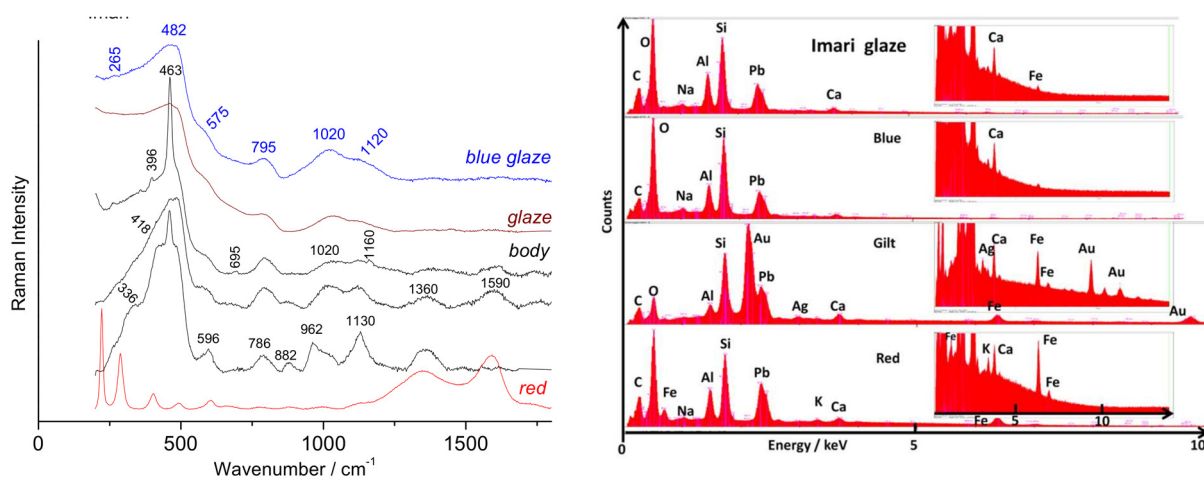 482
265
463
575
795
1020
1120
blue glaze
396
glaze
418
695
1020
1160
body
336
1360
1590
596
786
882
962
1130
red
Raman Intensity
0
500
1000
1500
Wavenumber / cm-1
Imari glaze
C
O
Na
Al
Si
Pb
Ca
Ca
Fe
Blue
C
O
Na
Al
Si
Pb
Ca
Gilt
C
O
Al
Si
Au
Pb
Ag
Ca
Fe
Au
Ag
Ca
Fe
Fe
Au
Au
Red
C
O
Fe
Na
Al
Si
Pb
K
Ca
Fe
Fe
K
Ca
Fe
Fe
5
10
Counts
0
Energy / keV
5
10